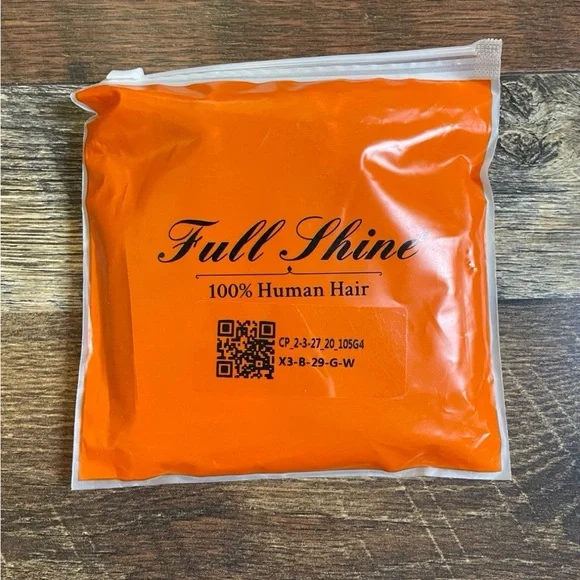 Full Shine
100% Human Hair
CP_2-3-27_20_105G4
X3-B-29-G-W